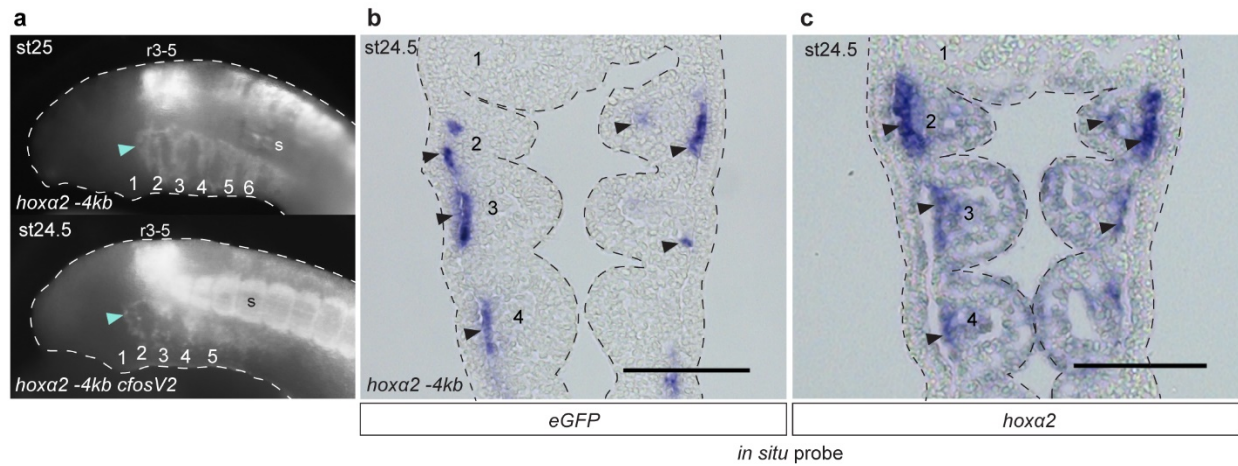 a
st25
r3-5
s
1 2 3 4 5 6
hoxα2 -4kb
st24.5
r3-5
s
1 2 3 4 5
hoxα2 -4kb cfosV2
b
st24.5
1
2
3
4
hoxα2 -4kb
eGFP
c
st24.5
1
2
3
4
hoxα2
in situ probe